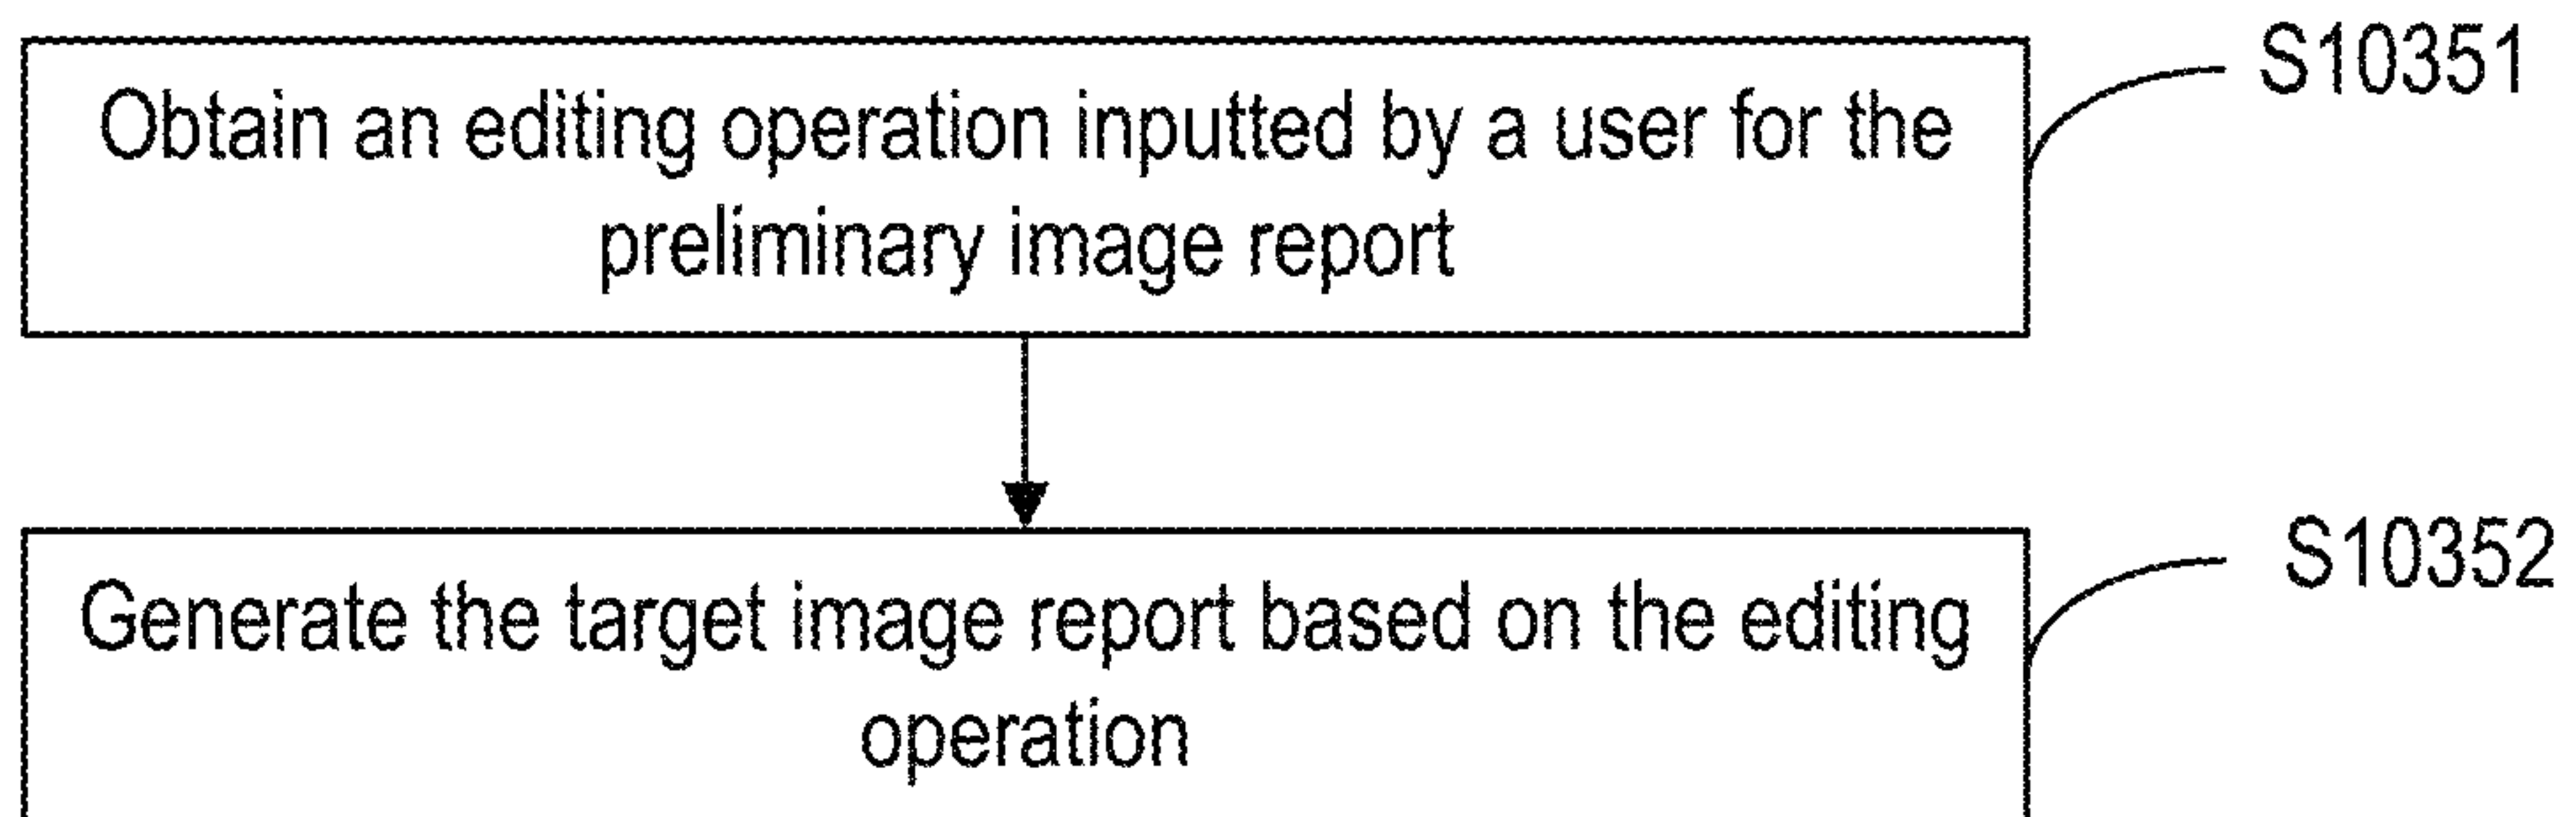 S10351
Obtain an editing operation inputted by a user for the
preliminary image report
S10352
Generate the target image report based on the editing
operation